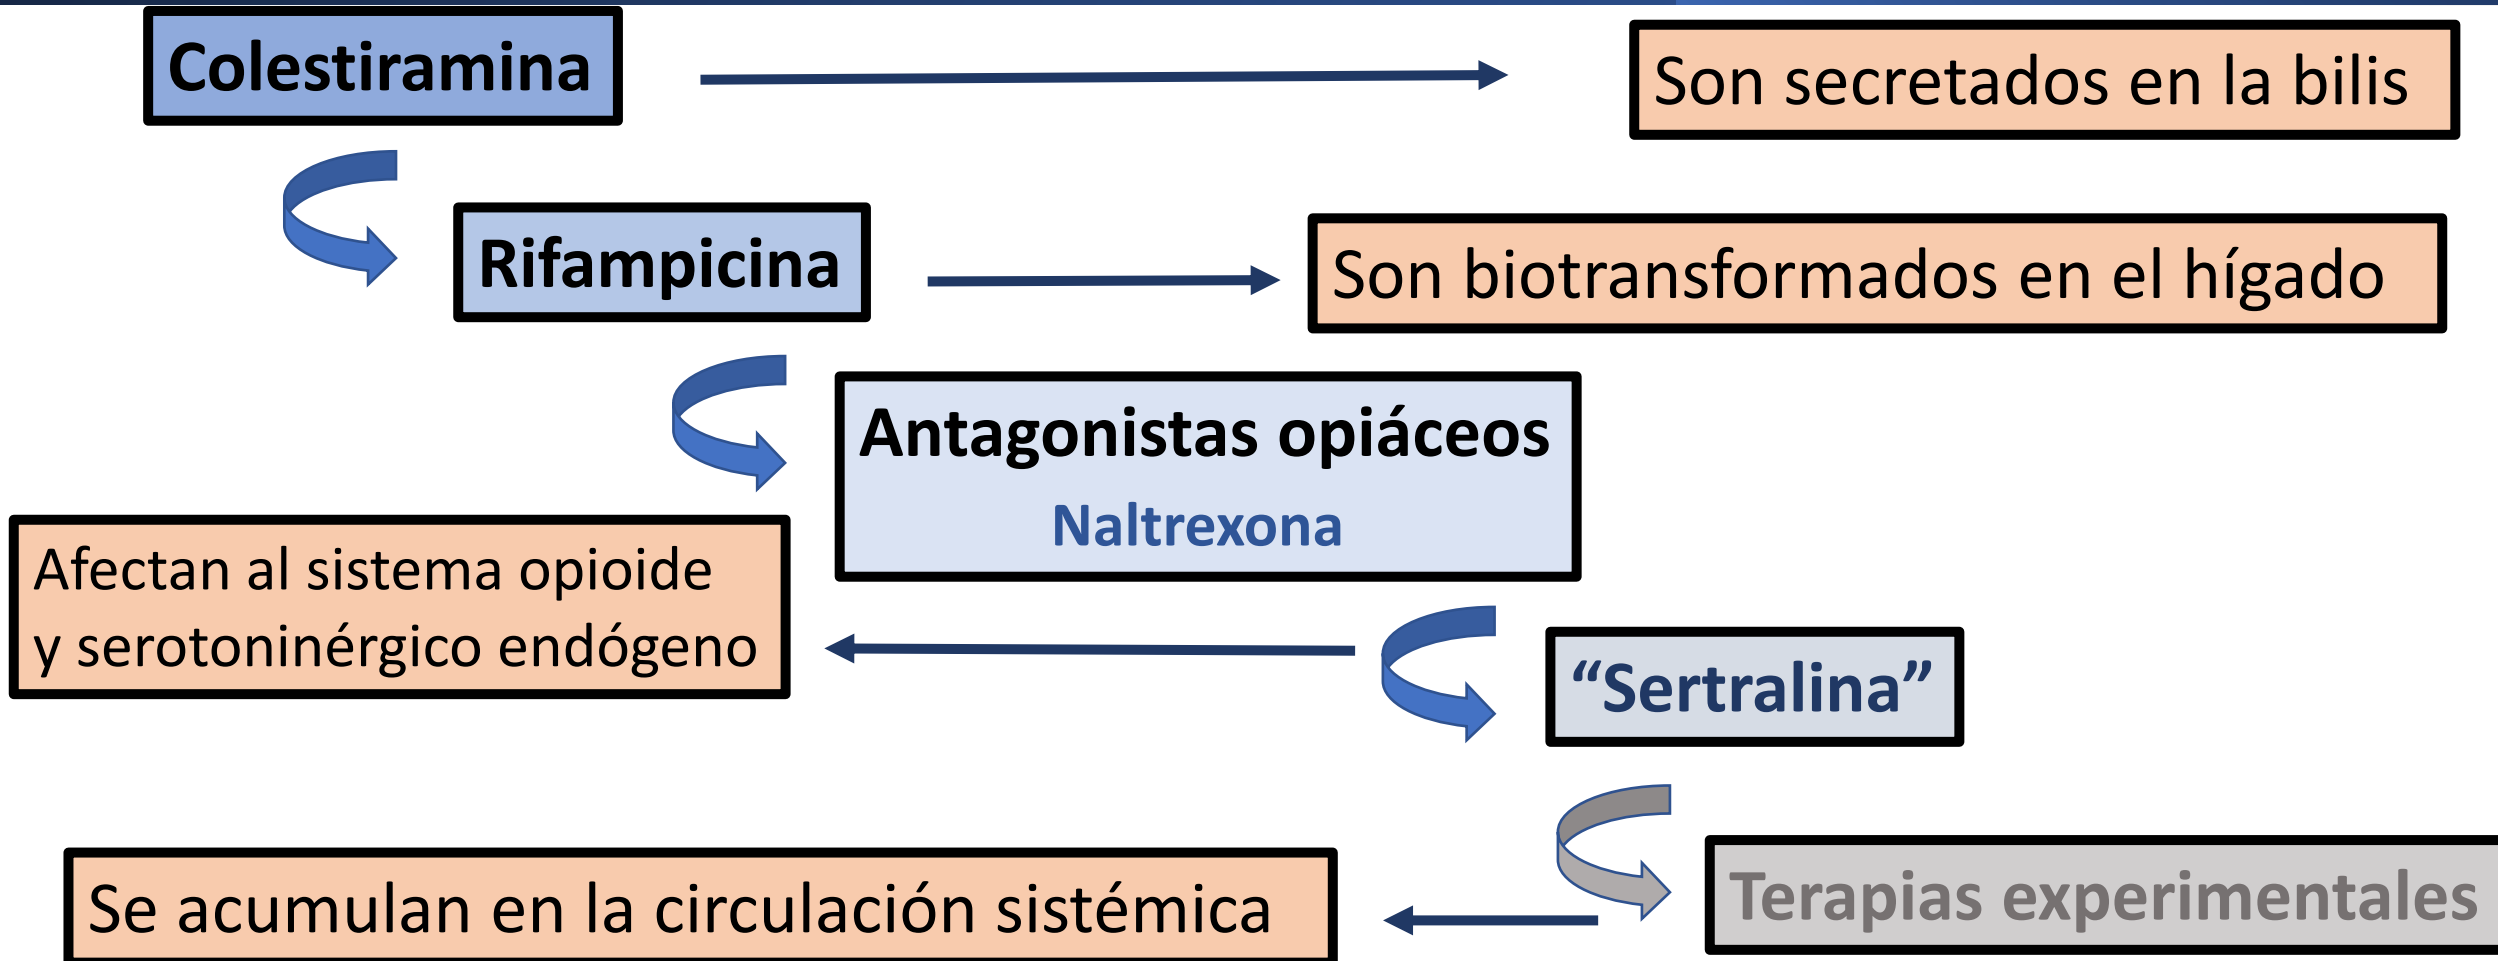 Colestiramina
Son secretados en la bilis
Rifampicina
Son biotransformados en el hígado
Antagonistas opiáceos
Naltrexona
Afectan al sistema opioide
y serotoninégico endógeno
“Sertralina”
Terapias experimentales
Se acumulan en la circulación sistémica